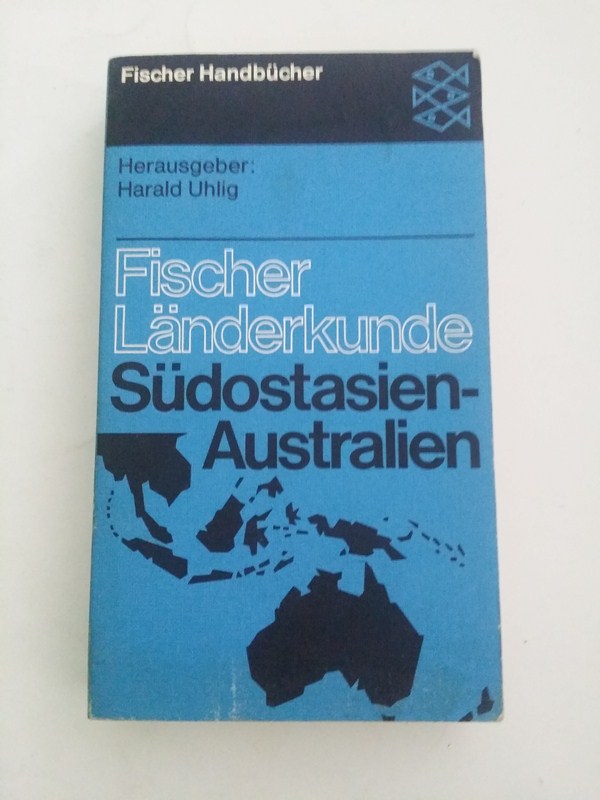 Fischer Handbücher
Herausgeber:
Harald Uhlig
Fischer
Länderkunde
Südostasien-
Australien